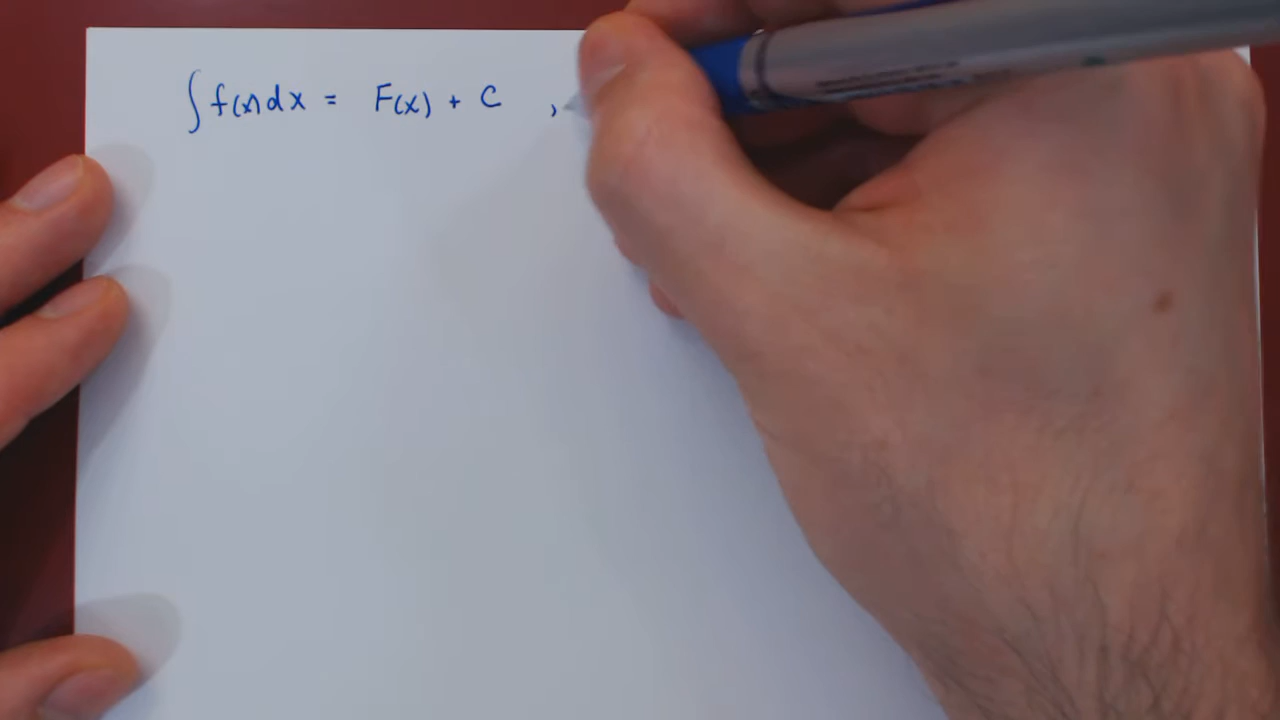 ∫f(x)dx = F(x) + C ,